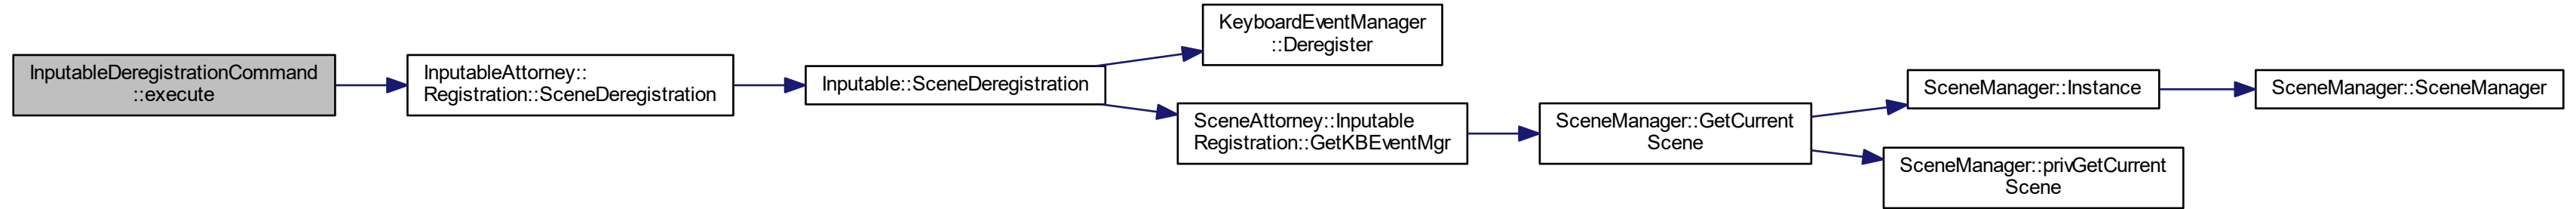 InputableDeregistrationCommand
::execute
InputableAttorney::
Registration::SceneDeregistration
Inputable::SceneDeregistration
KeyboardEventManager
::Deregister
SceneAttorney::Inputable
Registration::GetKBEventMgr
SceneManager::GetCurrent
Scene
SceneManager::Instance
SceneManager::SceneManager
SceneManager::privGetCurrent
Scene